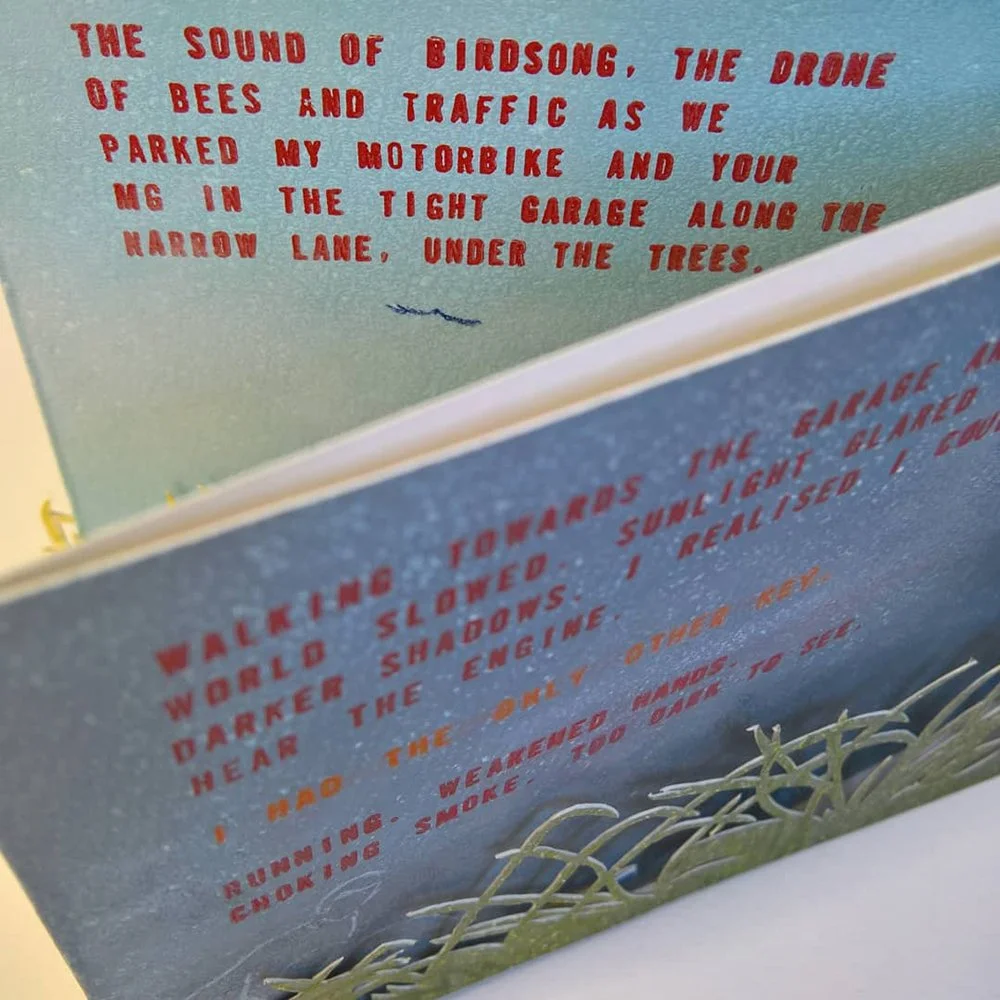 THE SOUND OF BIRDSONG, THE DRONE
OF BEES AND TRAFFIC AS WE
PARKED MY MOTORBIKE AND YOUR
MG IN THE TIGHT GARAGE ALONG THE
NARROW LANE, UNDER THE TREES.
WALKING TOWARDS THE GARAGE
WORLD SLOWED. SUNLIGHT GLARED
DARKER SHADOWS. I REALISED I
HEAR THE ENGINE.
I HAD THE ONLY OTHER KEY.
RUNNING. WEAKENED HANDS.
CHOKING SMOKE. TOO DARK TO SEE.